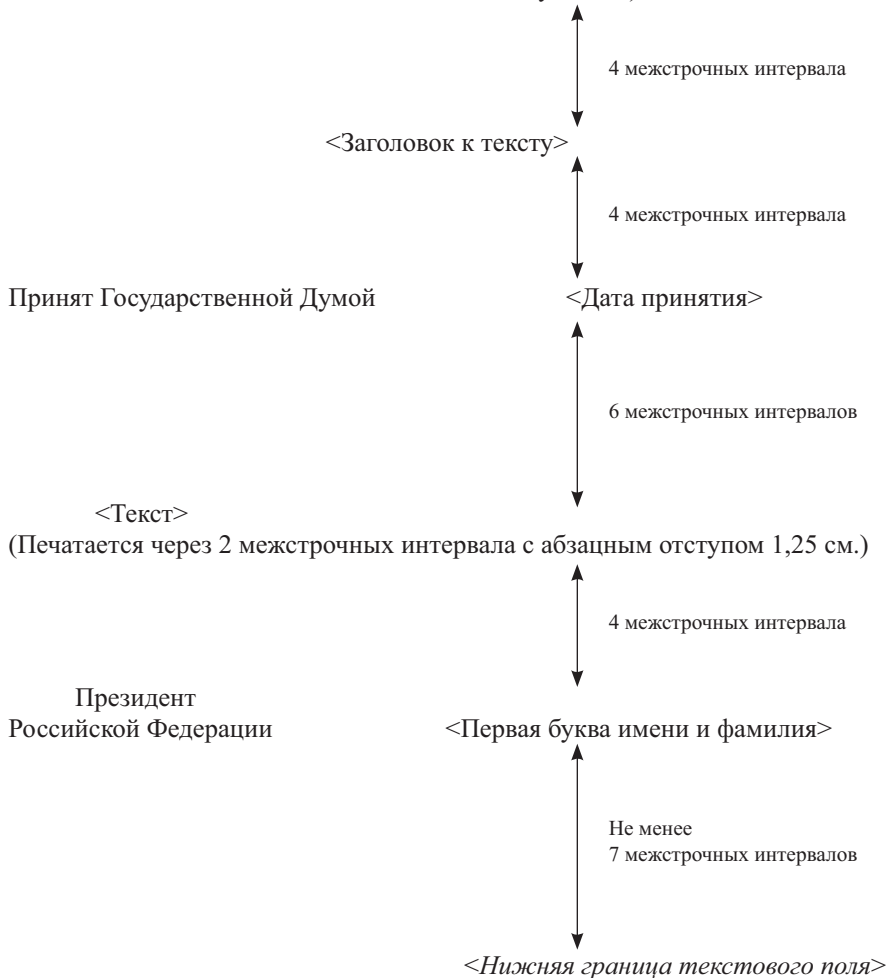 4 межстрочных интервала
<Заголовок к тексту>
4 межстрочных интервала
Принят Государственной Думой <Дата принятия>
6 межстрочных интервалов
<Текст>
(Печатается через 2 межстрочных интервала с абзацным отступом 1,25 см.)
4 межстрочных интервала
Президент
Российской Федерации <Первая буква имени и фамилия>
Не менее
7 межстрочных интервалов
<Нижняя граница текстового поля>